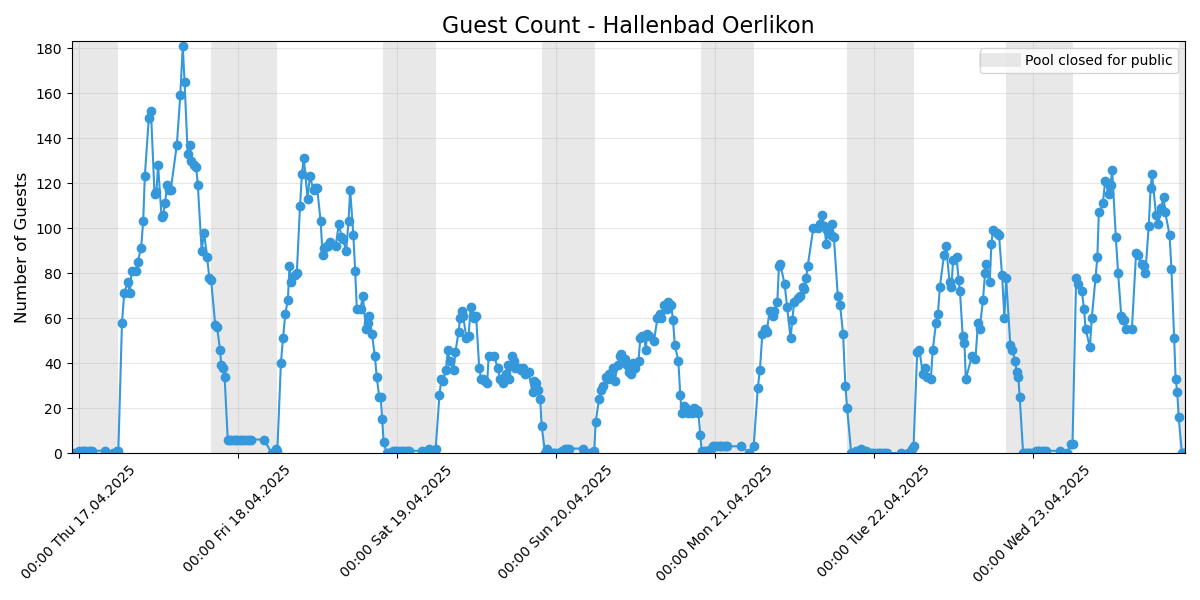 Guest Count - Hallenbad Oerlikon
Pool closed for public
Number of Guests
180
160
140
120
100
80
60
40
20
0
00:00 Thu 17.04.2025
00:00 Fri 18.04.2025
00:00 Sat 19.04.2025
00:00 Sun 20.04.2025
00:00 Mon 21.04.2025
00:00 Tue 22.04.2025
00:00 Wed 23.04.2025